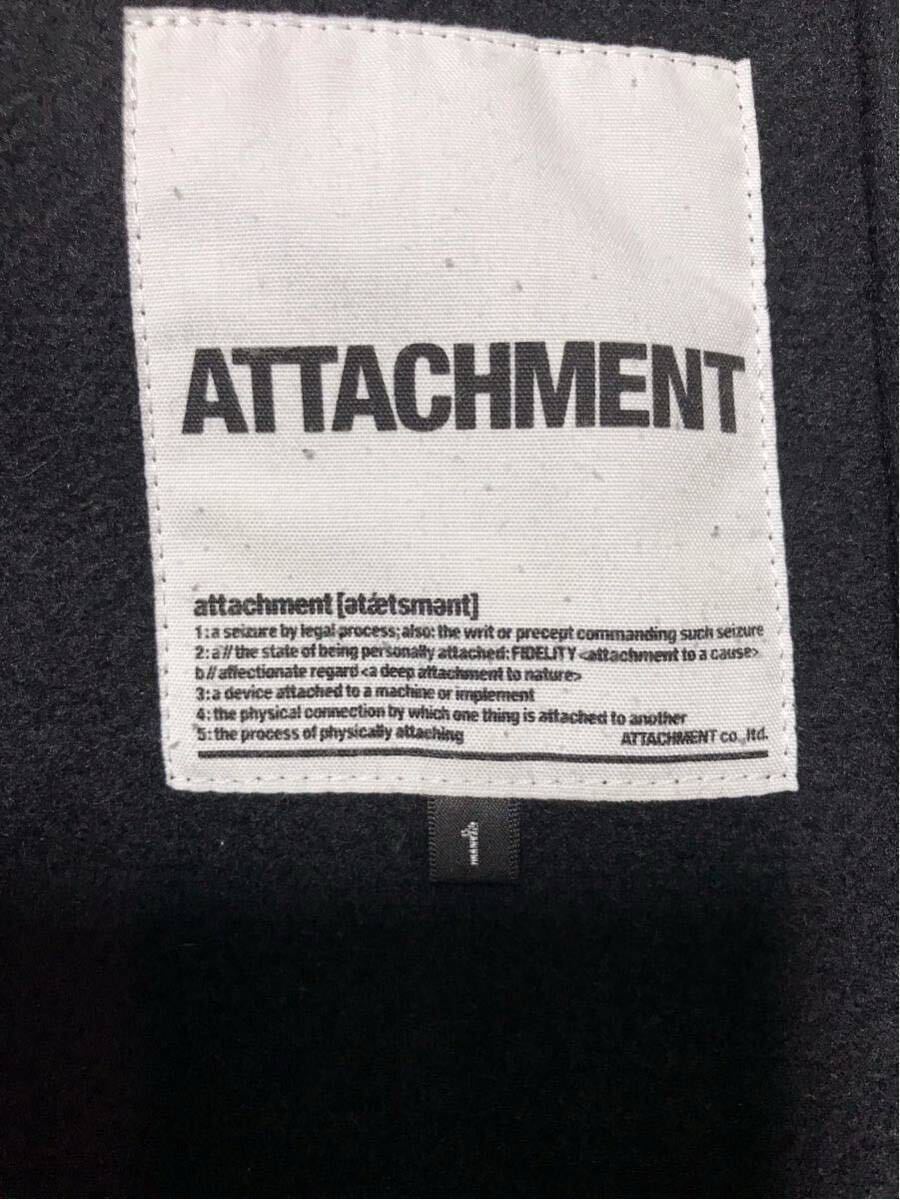 ATTACHMENT
attachment [ətǽtsmənt]
1:a seizure by legal process;also:the writ or precept commanding such seizure
2:a//the state of being personally attached:FIDELITY<attachment to a cause>
b//affectionate regard<a deep attachment to nature>
3:a device attached to a machine or implement
4:the physical connection by which one thing is attached to another
5:the process of physically attaching
ATTACHMENT co.,ltd.
1